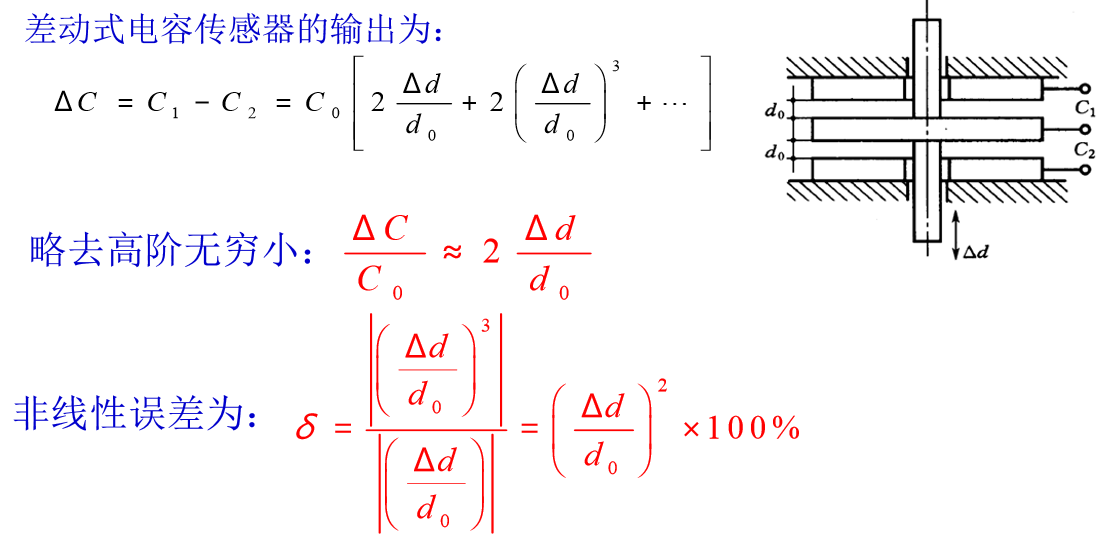 差动式电容传感器的输出为：
ΔC = C₁ − C₂ = C₀ [ 2 Δd/d₀ + 2 (Δd/d₀)³ + ⋯ ]
d₀
d₀
C₁
C₂
Δd
略去高阶无穷小： ΔC/C₀ ≈ 2 Δd/d₀
非线性误差为： δ = |(Δd/d₀)³| / |(Δd/d₀)| = (Δd/d₀)² ×100%